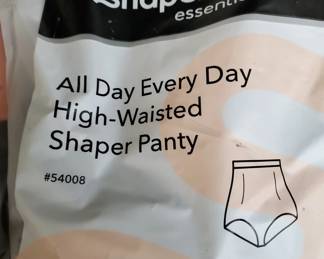 All Day Every Day
High-Waisted
Shaper Panty
#54008